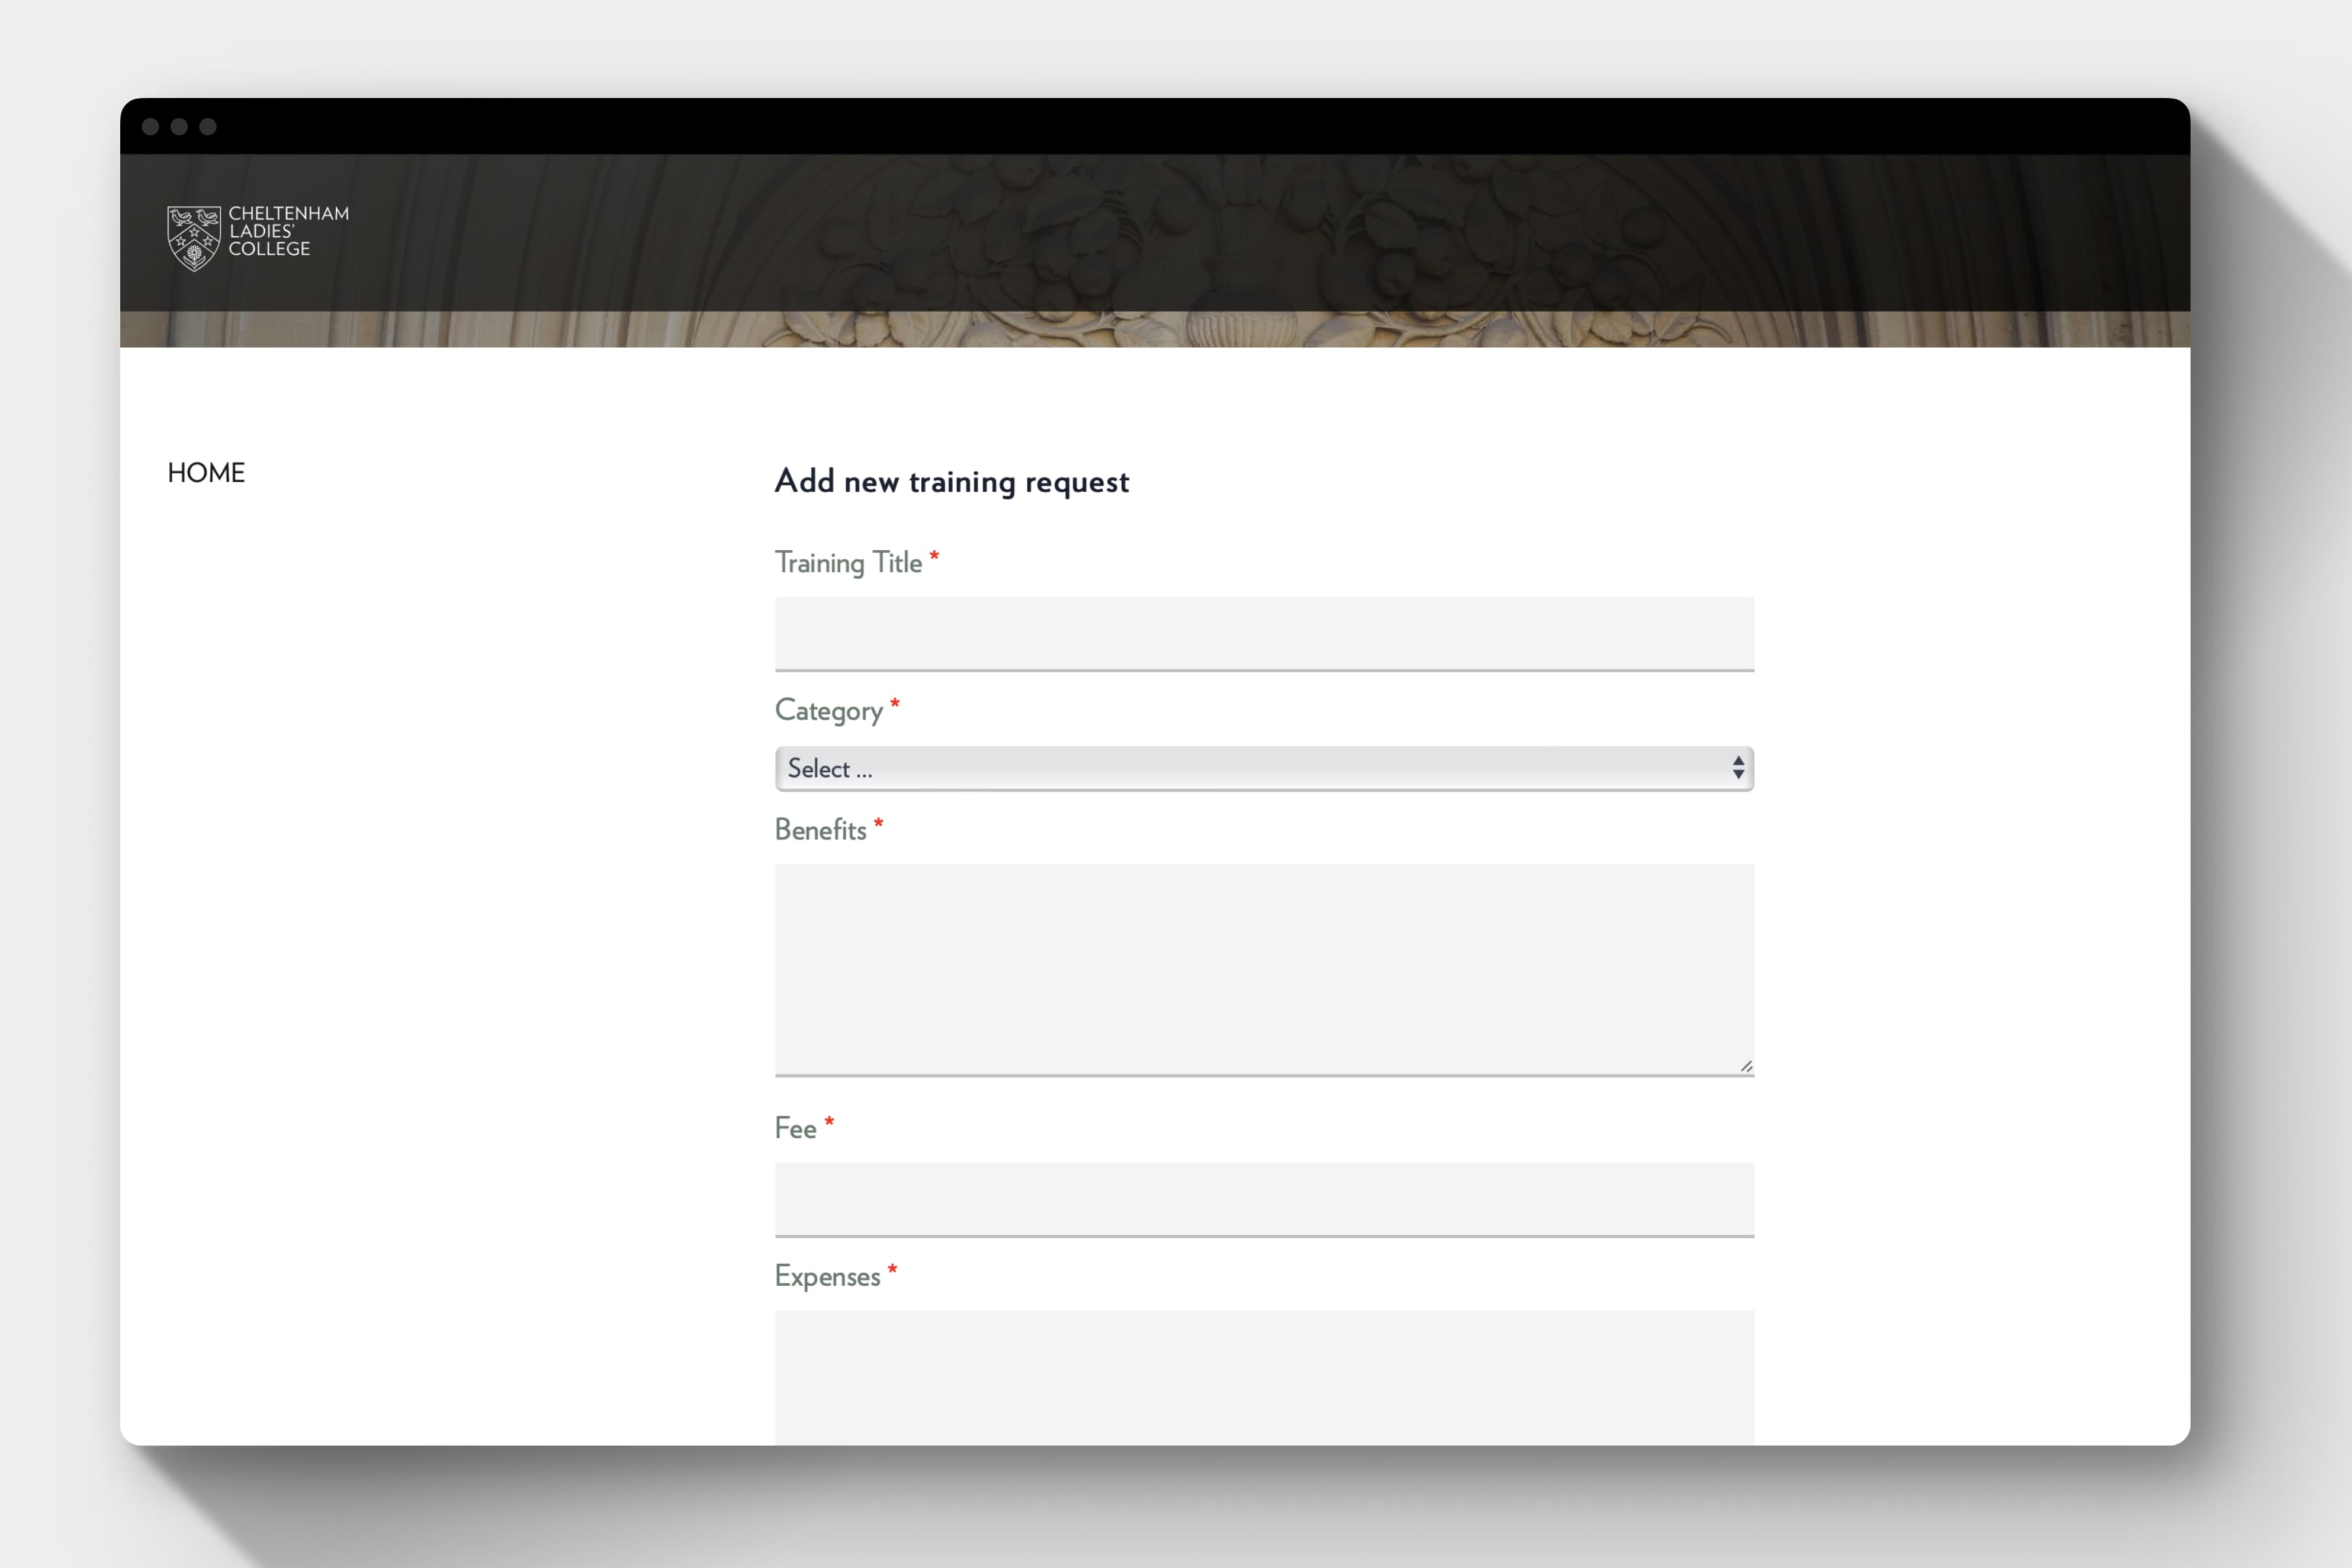 CHELTENHAM
LADIES'
COLLEGE
HOME
Add new training request
Training Title *
Category *
Select ...
Benefits *
Fee *
Expenses *